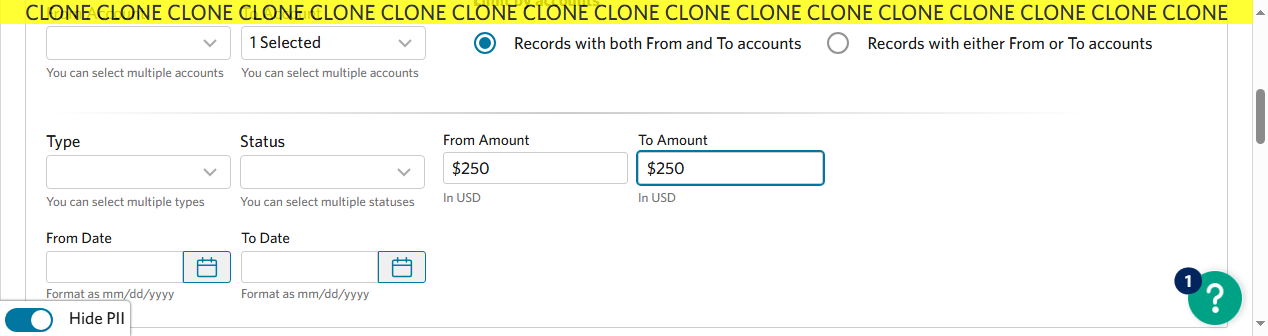 CLONE CLONE CLONE CLONE CLONE CLONE CLONE CLONE CLONE CLONE CLONE CLONE CLONE CLONE CLONE CLONE CLONE
1 Selected
Records with both From and To accounts
Records with either From or To accounts
You can select multiple accounts
You can select multiple accounts
Type
Status
From Amount
To Amount
$250
$250
You can select multiple types
You can select multiple statuses
In USD
In USD
From Date
To Date
Format as mm/dd/yyyy
Format as mm/dd/yyyy
1
?
Hide PII